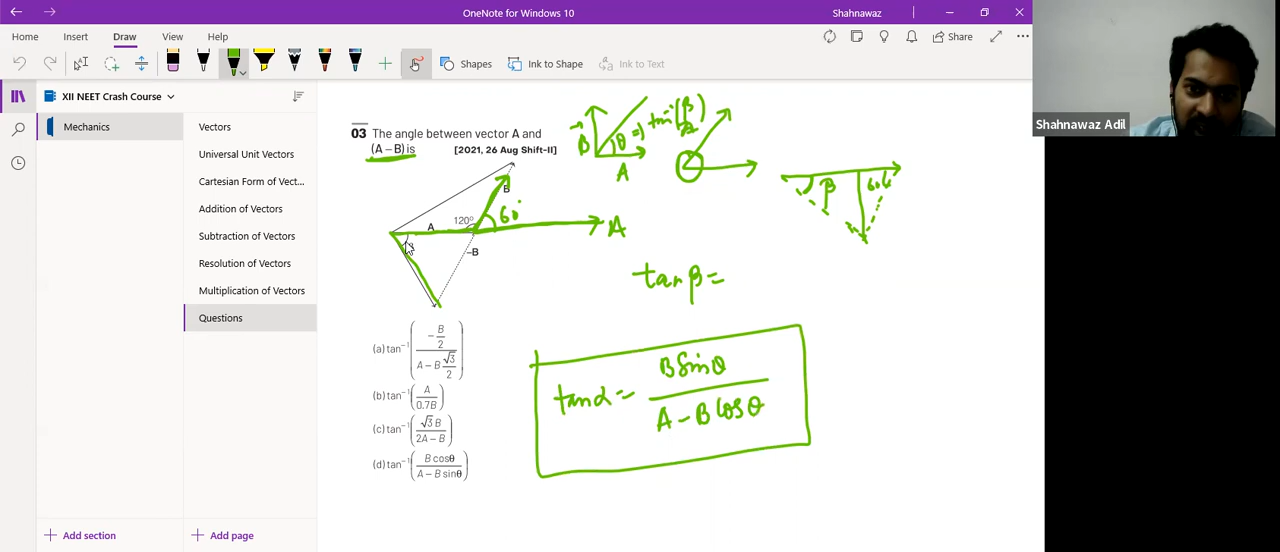 OneNote for Windows 10
Shahnawaz
Home Insert Draw View Help
Share
Shapes
Ink to Shape
Ink to Text
XII NEET Crash Course
Mechanics
Vectors
Universal Unit Vectors
Cartesian Form of Vect...
Addition of Vectors
Subtraction of Vectors
Resolution of Vectors
Multiplication of Vectors
Questions
Add section
Add page
Shahnawaz Adil
03 The angle between vector A and
(A – B) is [2021, 26 Aug Shift-II]
B
120°
60°
A
A
–B
B
θ
A
β
tan β =
tan α = B sin θ / A – B cos θ
(a) tan⁻¹ ( –B/2 / A – B √3/2 )
(b) tan⁻¹ ( A / 0.7B )
(c) tan⁻¹ ( √3 B / 2A – B )
(d) tan⁻¹ ( B cosθ / A – B sinθ )